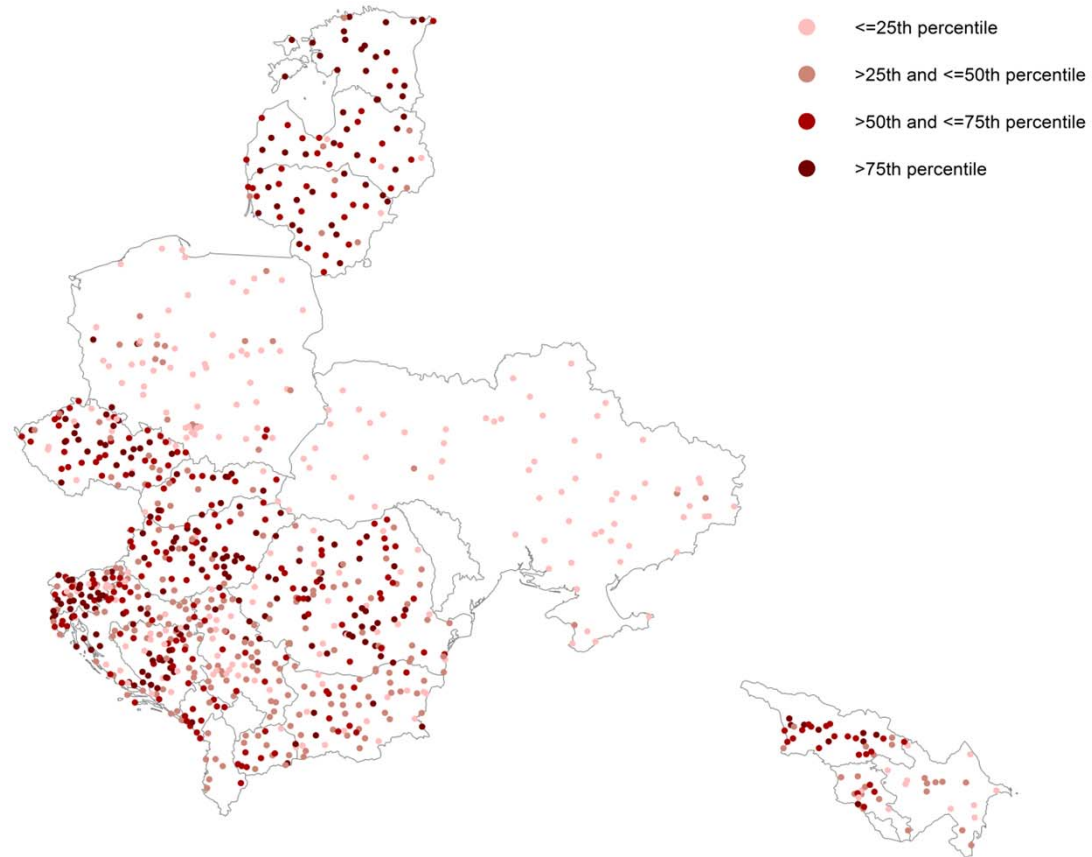 <=25th percentile
>25th and <=50th percentile
>50th and <=75th percentile
>75th percentile